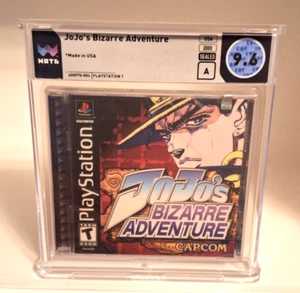 WATA
JoJo's Bizarre Adventure
*Made in USA
PLAYSTATION 1
USA
2000
SEALED
A
9.6
PlayStation
JOJO'S
BIZARRE
ADVENTURE
CAPCOM
T